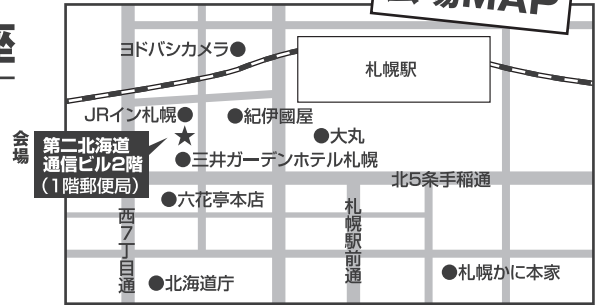 場MAP
座
ヨドバシカメラ
札幌駅
JRイン札幌
紀伊國屋
★
大丸
会場
第二北海道
通信ビル2階
(1階郵便局)
三井ガーデンホテル札幌
北5条手稲通
六花亭本店
西7丁目通
札幌駅前通
北海道庁
札幌かに本家